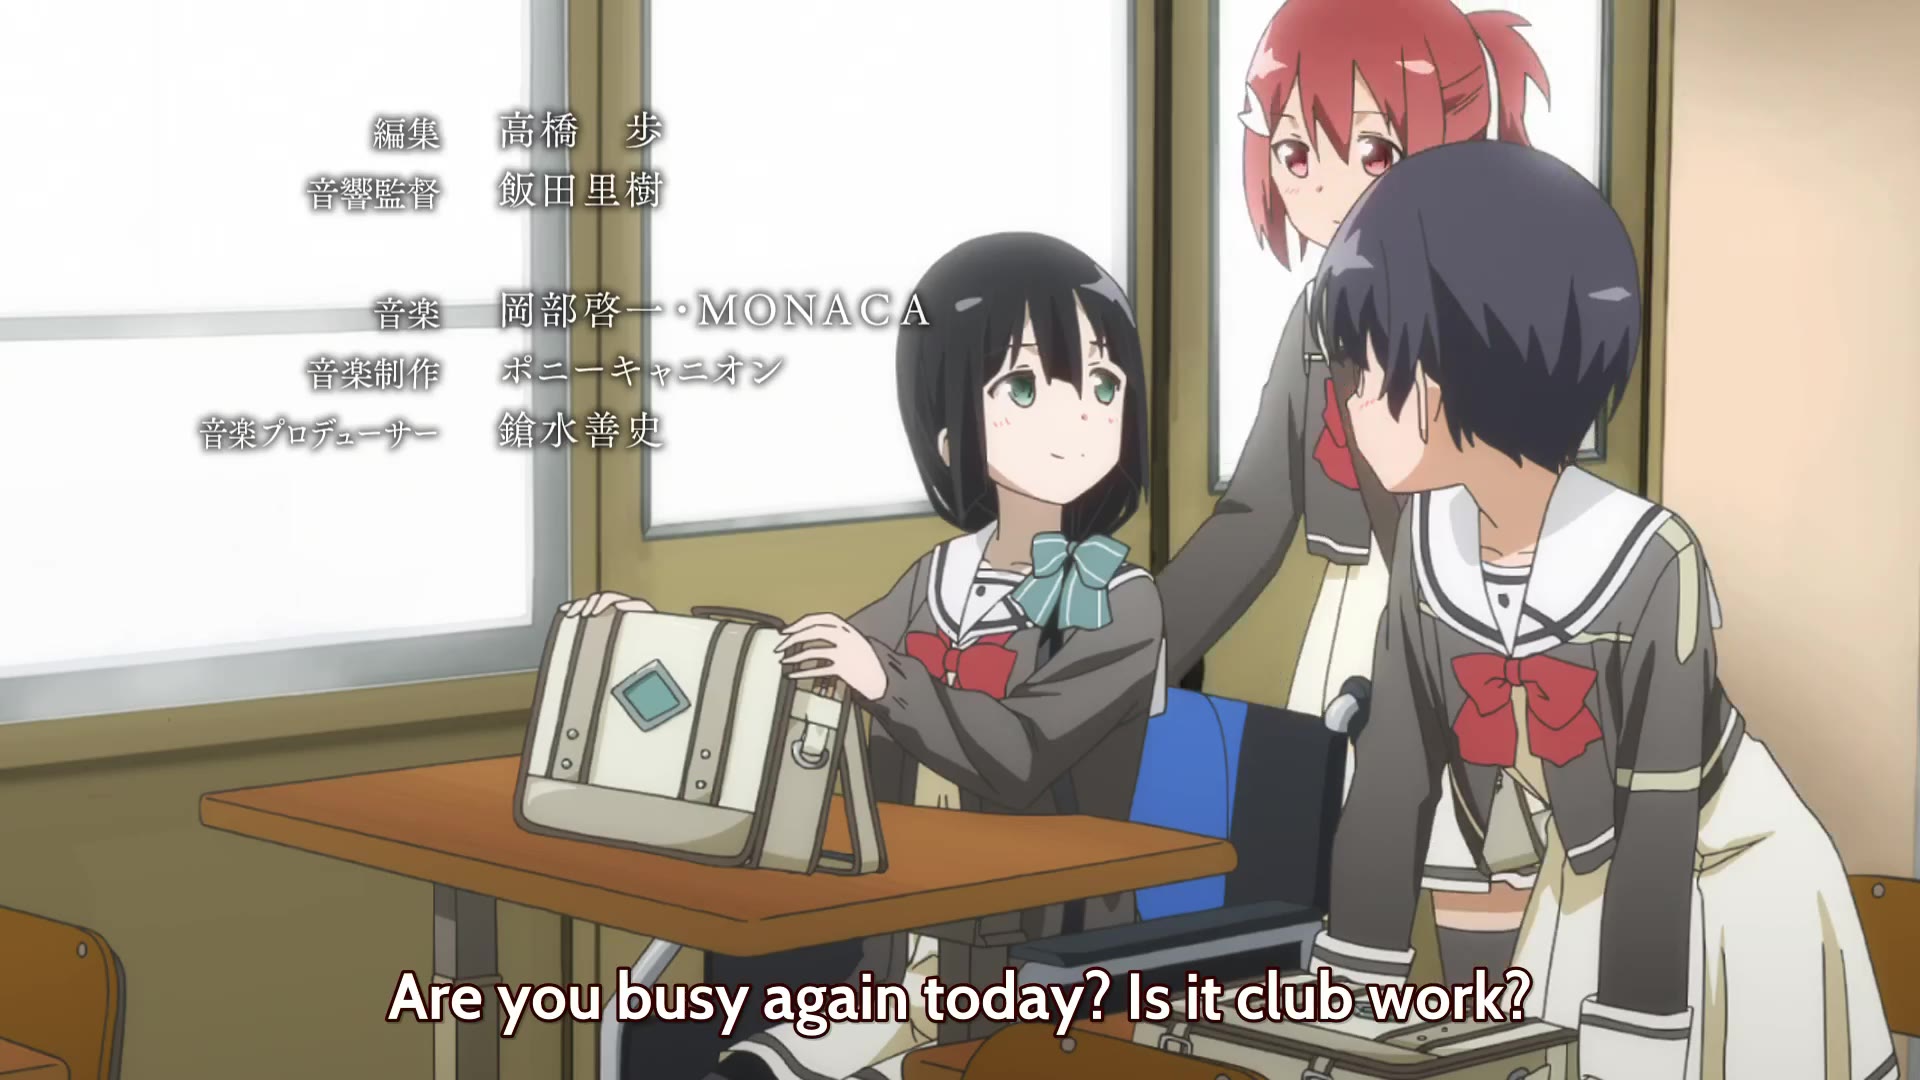 編集 高橋 歩
音響監督 飯田里樹
音楽 岡部啓一・MONACA
音楽制作 ポニーキャニオン
音楽プロデューサー 鎗水善史
Are you busy again today? Is it club work?